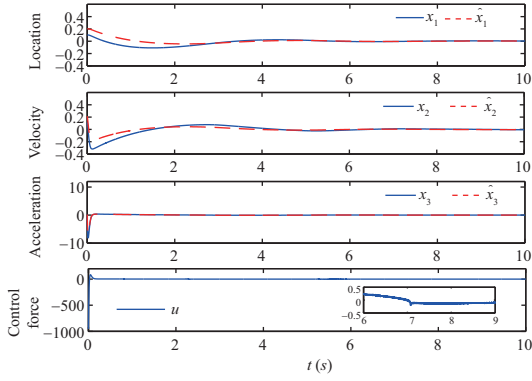 Location
0.4
0.2
0
−0.2
−0.4
x₁ x̂₁
0 2 4 6 8 10
Velocity
0.4
0.2
0
−0.2
−0.4
x₂ x̂₂
0 2 4 6 8 10
Acceleration
10
0
−10
x₃ x̂₃
0 2 4 6 8 10
Control
force
0
−500
−1000
u
0.5
0
−0.5
6 7 8 9
0 2 4 6 8 10
t (s)